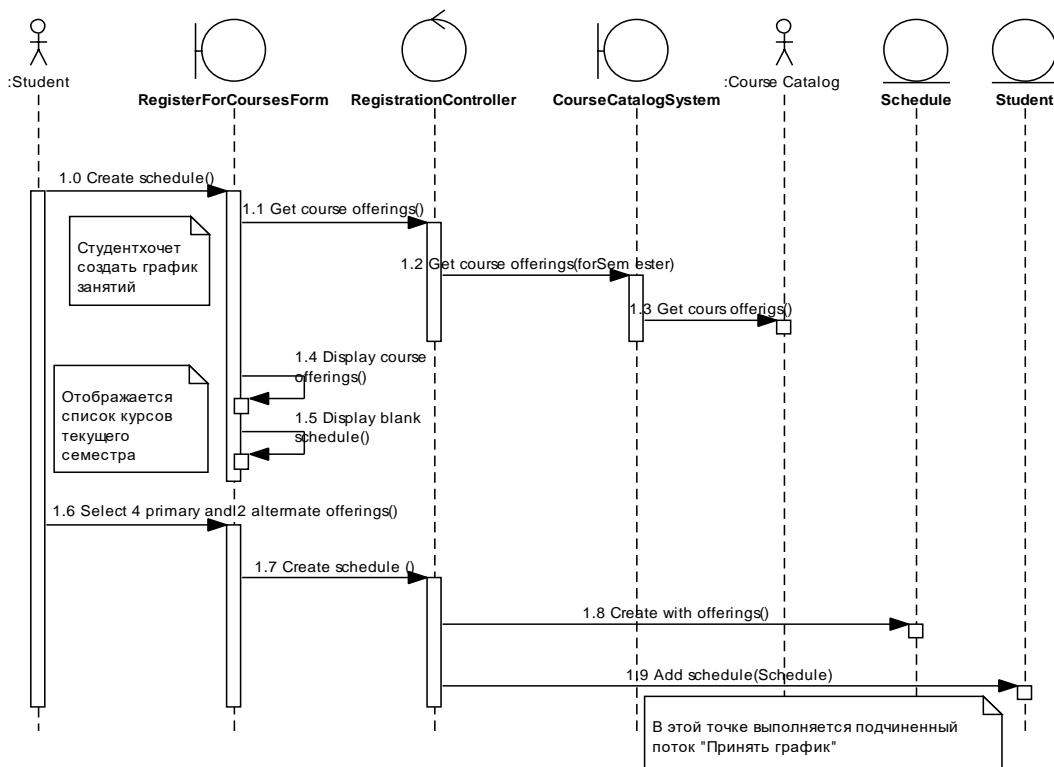 :Student
RegisterForCoursesForm
RegistrationController
CourseCatalogSystem
:Course Catalog
Schedule
Student
1.0 Create schedule()
1.1 Get course offerings()
Студентхочет
создать график
занятий
1.2 Get course offerings(forSem ester)
1.3 Get cours offerigs()
1.4 Display course
offerings()
Отображается
список курсов
текущего
семестра
1.5 Display blank
schedule()
1.6 Select 4 primary and 2 altermate offerings()
1.7 Create schedule ()
1.8 Create with offerings()
1.9 Add schedule(Schedule)
В этой точке выполняется подчиненный
поток "Принять график"